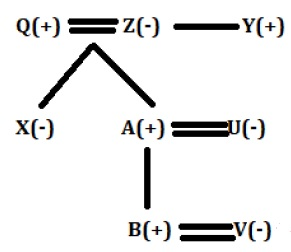 Q(+) Z(-) Y(+)
X(-) A(+) U(-)
B(+) V(-)